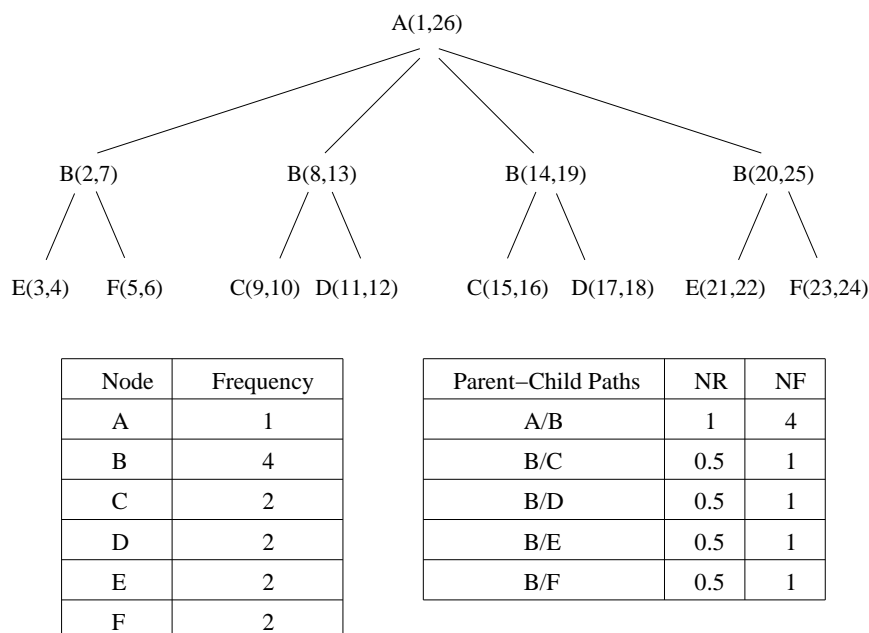 A(1,26)
B(2,7) B(8,13) B(14,19) B(20,25)
E(3,4) F(5,6) C(9,10) D(11,12) C(15,16) D(17,18) E(21,22) F(23,24)
Node Frequency
A 1
B 4
C 2
D 2
E 2
F 2
Parent−Child Paths NR NF
A/B 1 4
B/C 0.5 1
B/D 0.5 1
B/E 0.5 1
B/F 0.5 1